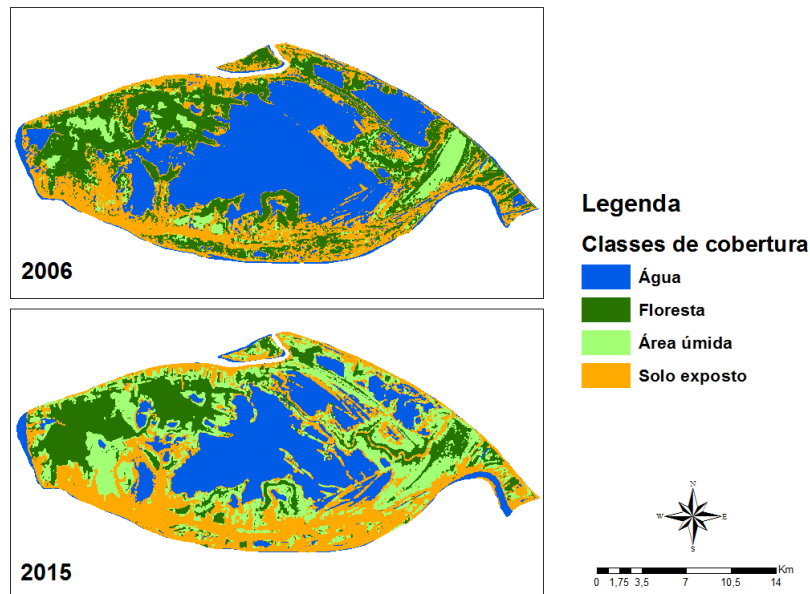 2006
2015
Legenda
Classes de cobertura
Água
Floresta
Área úmida
Solo exposto
N
W E
S
Km
0 1,75 3,5 7 10,5 14